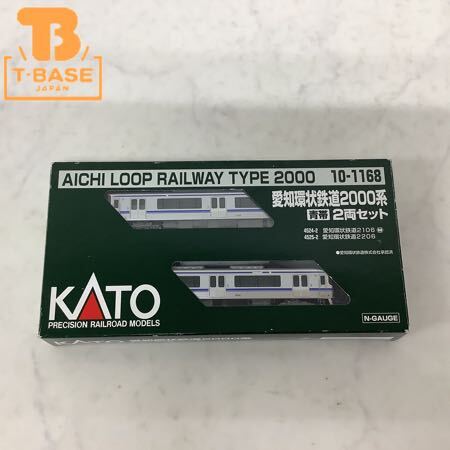 T-BASE
JAPAN
AICHI LOOP RAILWAY TYPE 2000 10-1168
愛知環状鉄道2000系
青帯 2両セット
4524-2 愛知環状鉄道2106 M
4525-2 愛知環状鉄道2206
●愛知環状鉄道株式会社承認済
KATO
PRECISION RAILROAD MODELS
N-GAUGE